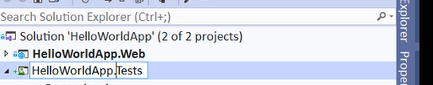 Search Solution Explorer (Ctrl+;)
Solution 'HelloWorldApp' (2 of 2 projects)
HelloWorldApp.Web
HelloWorldApp.Tests
Explorer
Prope